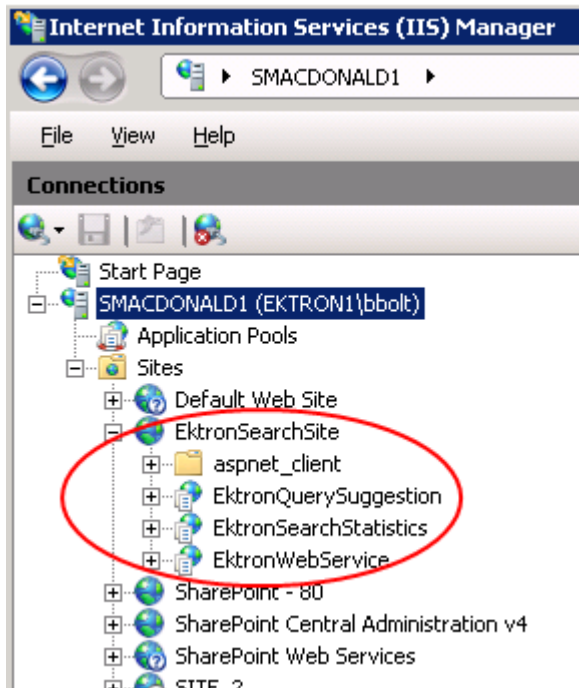 Internet Information Services (IIS) Manager
SMACDONALD1
File View Help
Connections
Start Page
SMACDONALD1 (EKTRON1\bbolt)
Application Pools
Sites
Default Web Site
EktronSearchSite
aspnet_client
EktronQuerySuggestion
EktronSearchStatistics
EktronWebService
SharePoint - 80
SharePoint Central Administration v4
SharePoint Web Services